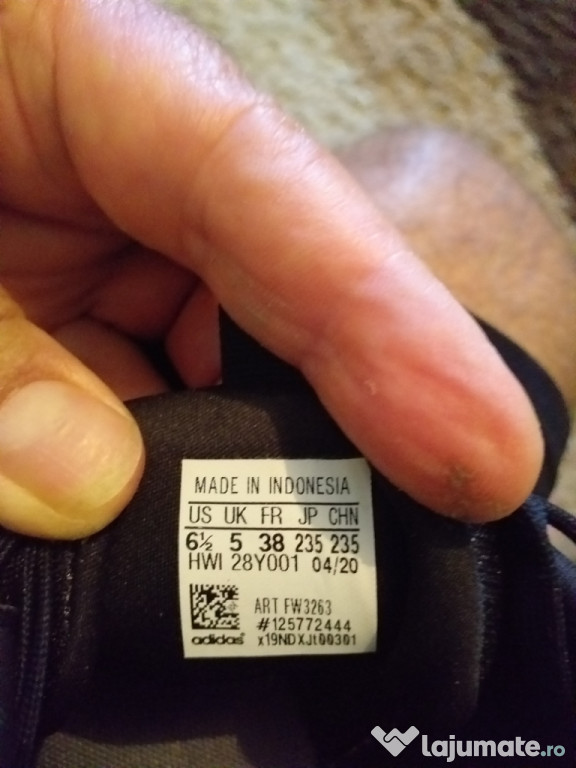 MADE IN INDONESIA
US UK FR JP CHN
6½ 5 38 235 235
HWI 28Y001 04/20
ART FW3263
#125772444
adidas x19NDXJt00301
lajumate.ro